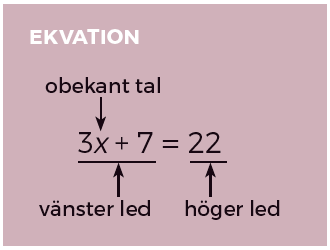 EKVATION
obekant tal
3x + 7 = 22
vänster led höger led